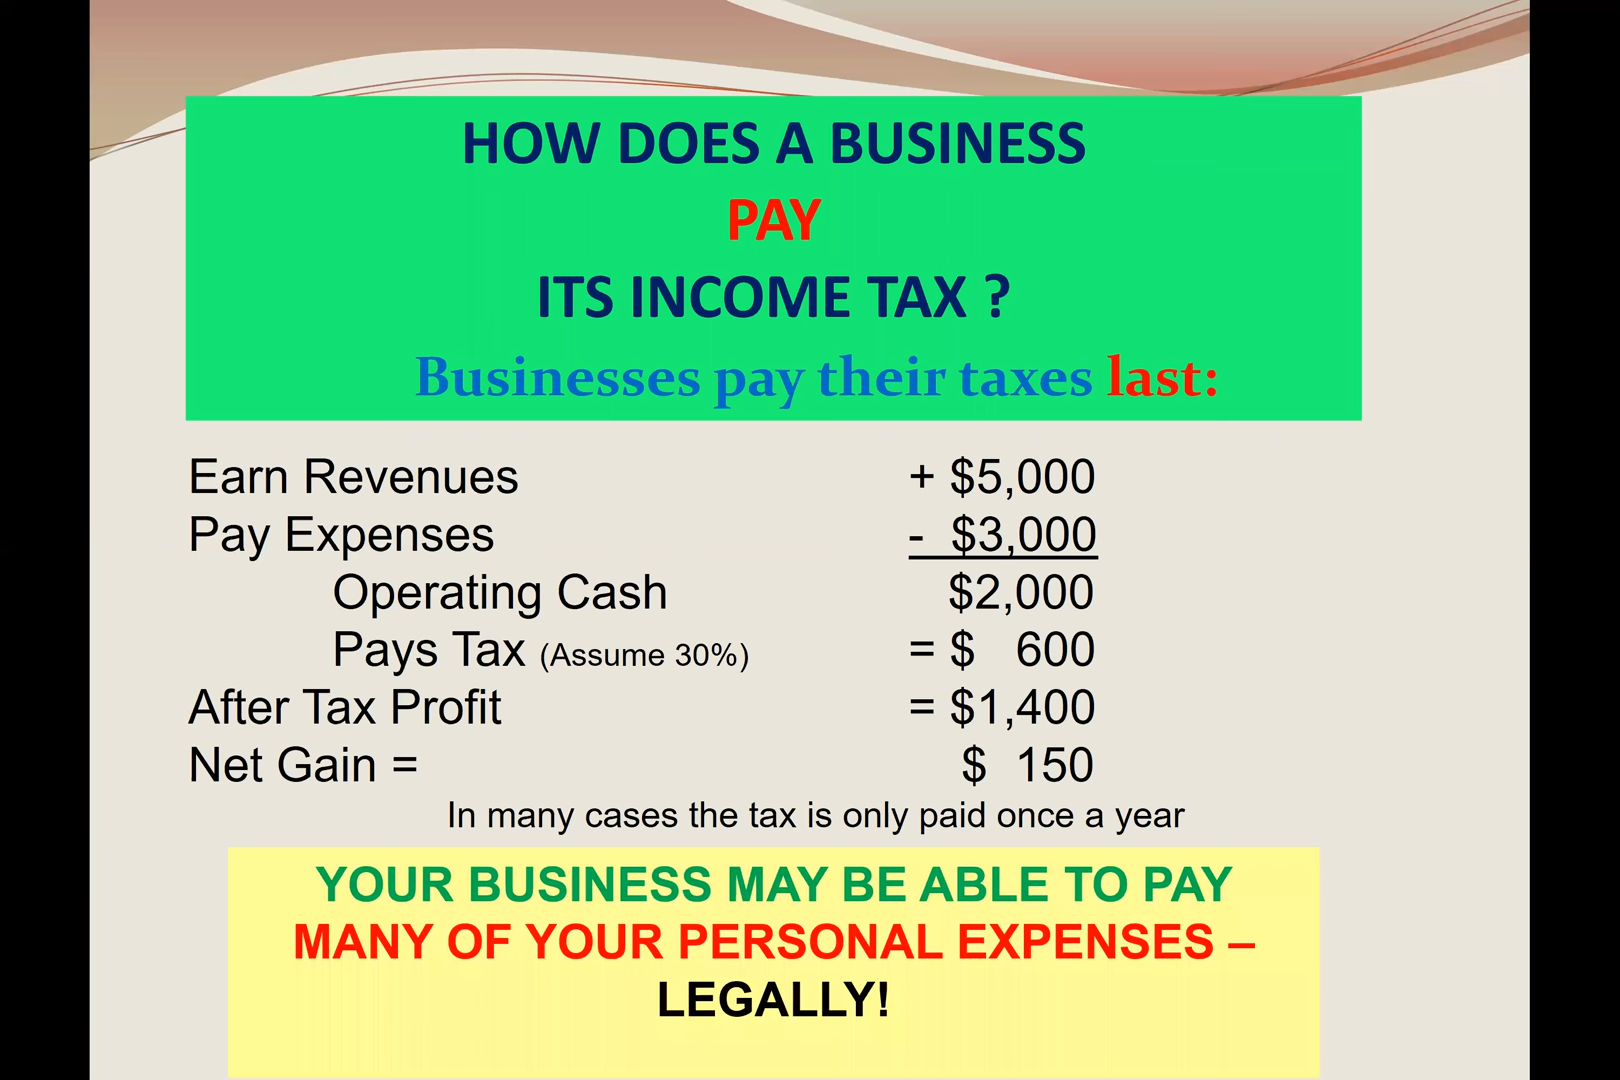 HOW DOES A BUSINESS
PAY
ITS INCOME TAX ?
Businesses pay their taxes last:
Earn Revenues + $5,000
Pay Expenses - $3,000
Operating Cash $2,000
Pays Tax (Assume 30%) = $ 600
After Tax Profit = $1,400
Net Gain = $ 150
In many cases the tax is only paid once a year
YOUR BUSINESS MAY BE ABLE TO PAY
MANY OF YOUR PERSONAL EXPENSES –
LEGALLY!